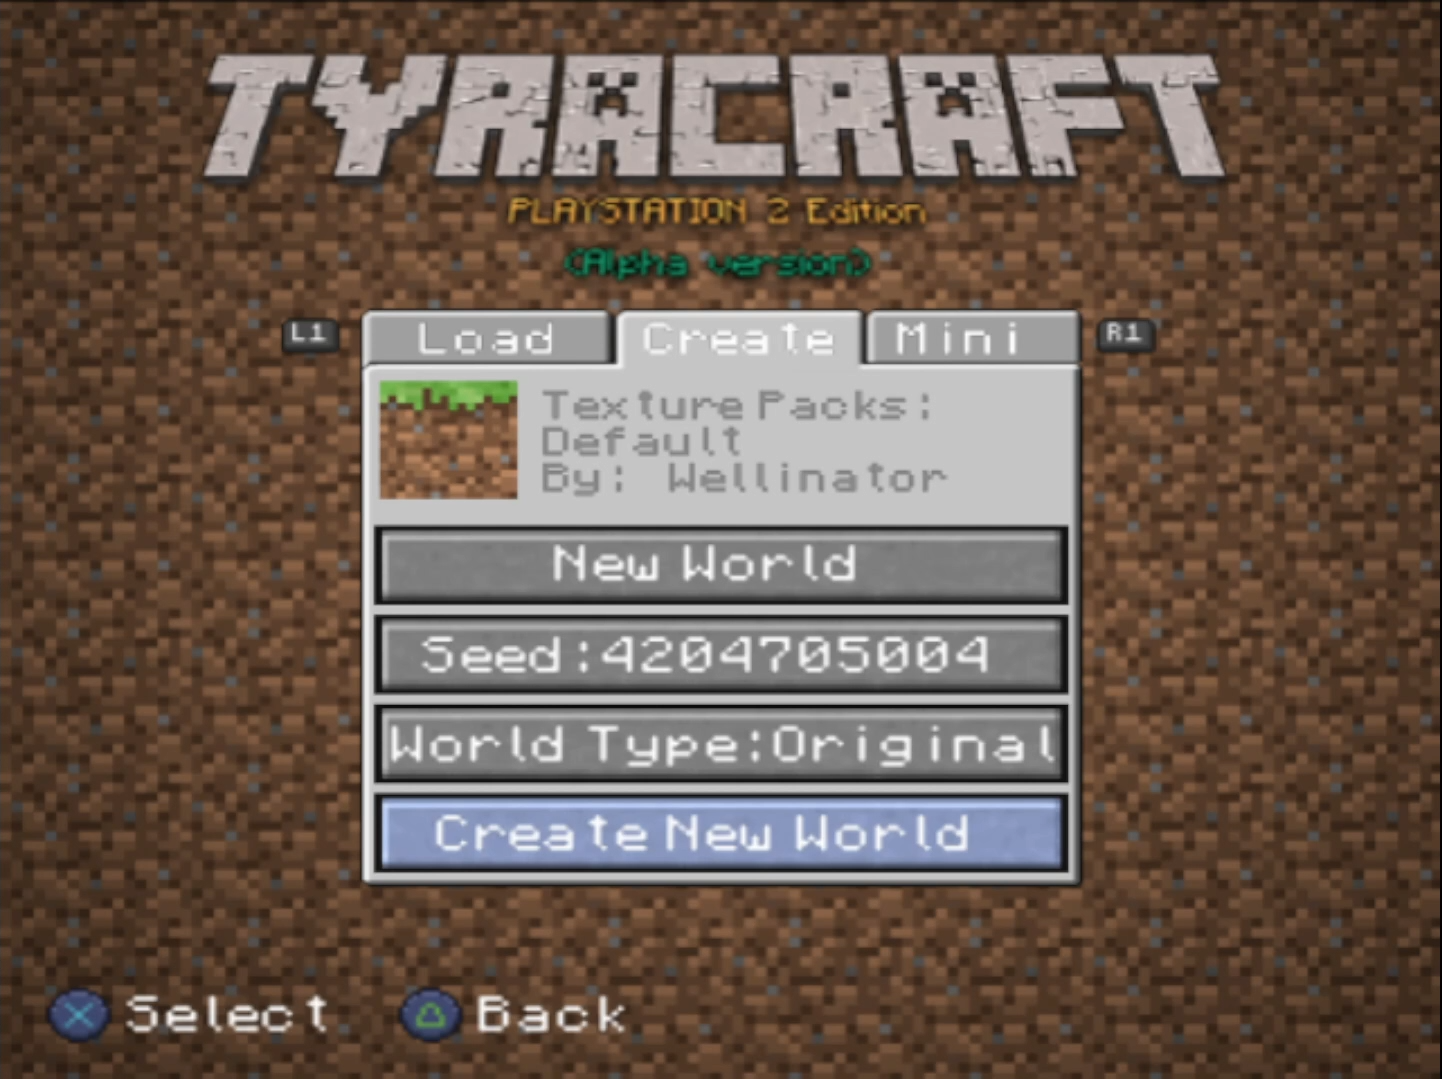 TYRACRAFT
PLAYSTATION 2 Edition
(Alpha version)
L1 Load Create Mini R1
Texture Packs:
Default
By: Wellinator
New World
Seed:4204705004
World Type:Original
Create New World
Select Back